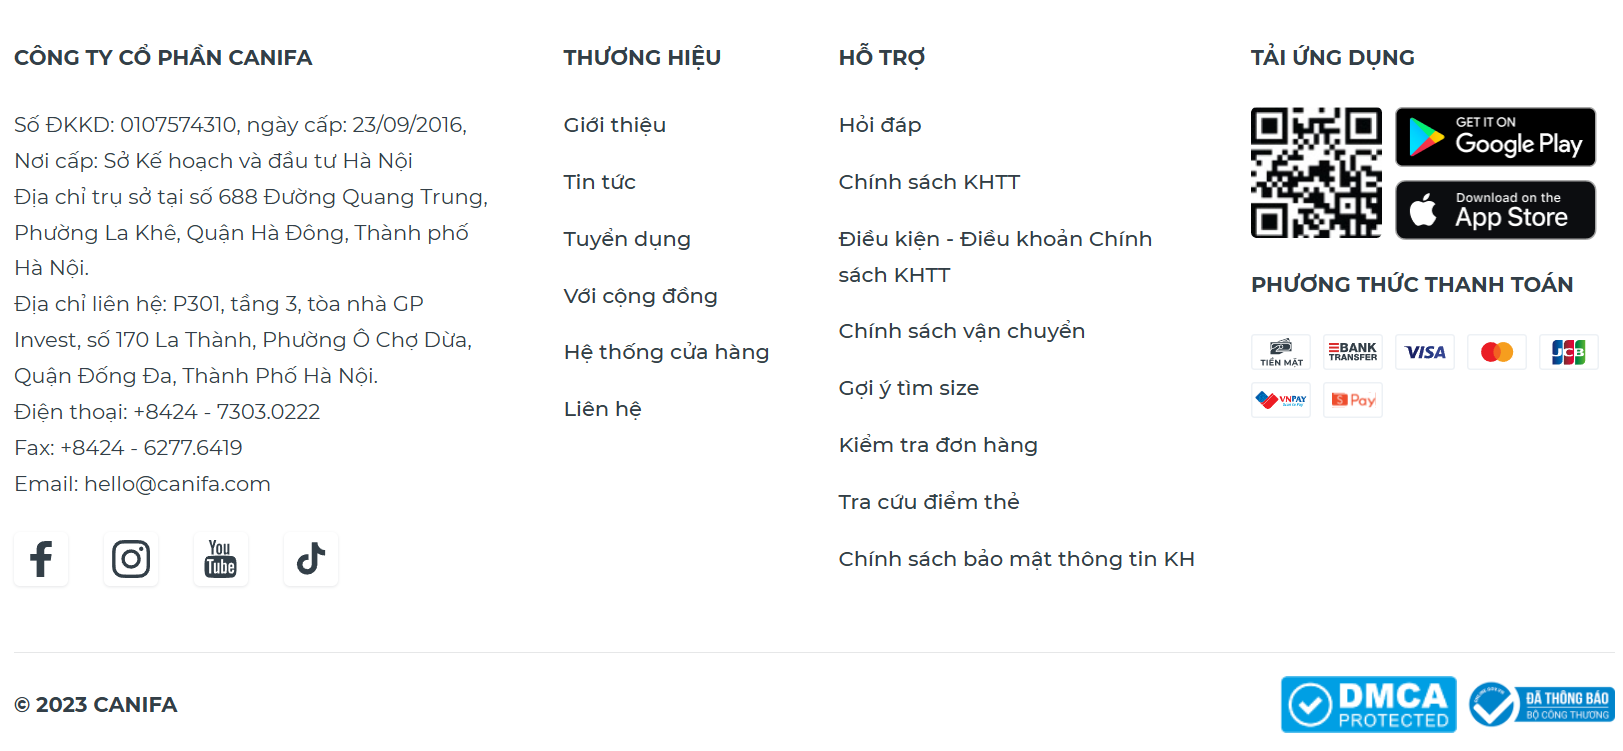 CÔNG TY CỔ PHẦN CANIFA
Số ĐKKD: 0107574310, ngày cấp: 23/09/2016,
Nơi cấp: Sở Kế hoạch và đầu tư Hà Nội
Địa chỉ trụ sở tại số 688 Đường Quang Trung,
Phường La Khê, Quận Hà Đông, Thành phố
Hà Nội.
Địa chỉ liên hệ: P301, tầng 3, tòa nhà GP
Invest, số 170 La Thành, Phường Ô Chợ Dừa,
Quận Đống Đa, Thành Phố Hà Nội.
Điện thoại: +8424 - 7303.0222
Fax: +8424 - 6277.6419
Email: hello@canifa.com
You
Tube
THƯƠNG HIỆU
Giới thiệu
Tin tức
Tuyển dụng
Với cộng đồng
Hệ thống cửa hàng
Liên hệ
HỖ TRỢ
Hỏi đáp
Chính sách KHTT
Điều kiện - Điều khoản Chính
sách KHTT
Chính sách vận chuyển
Gợi ý tìm size
Kiểm tra đơn hàng
Tra cứu điểm thẻ
Chính sách bảo mật thông tin KH
TẢI ỨNG DỤNG
GET IT ON
Google Play
Download on the
App Store
PHƯƠNG THỨC THANH TOÁN
TIỀN MẶT
BANK
TRANSFER
VISA
JCB
VNPAY
S Pay
© 2023 CANIFA
DMCA
PROTECTED
ONLINE.GOV.VN
ĐÃ THÔNG BÁO
BỘ CÔNG THƯƠNG